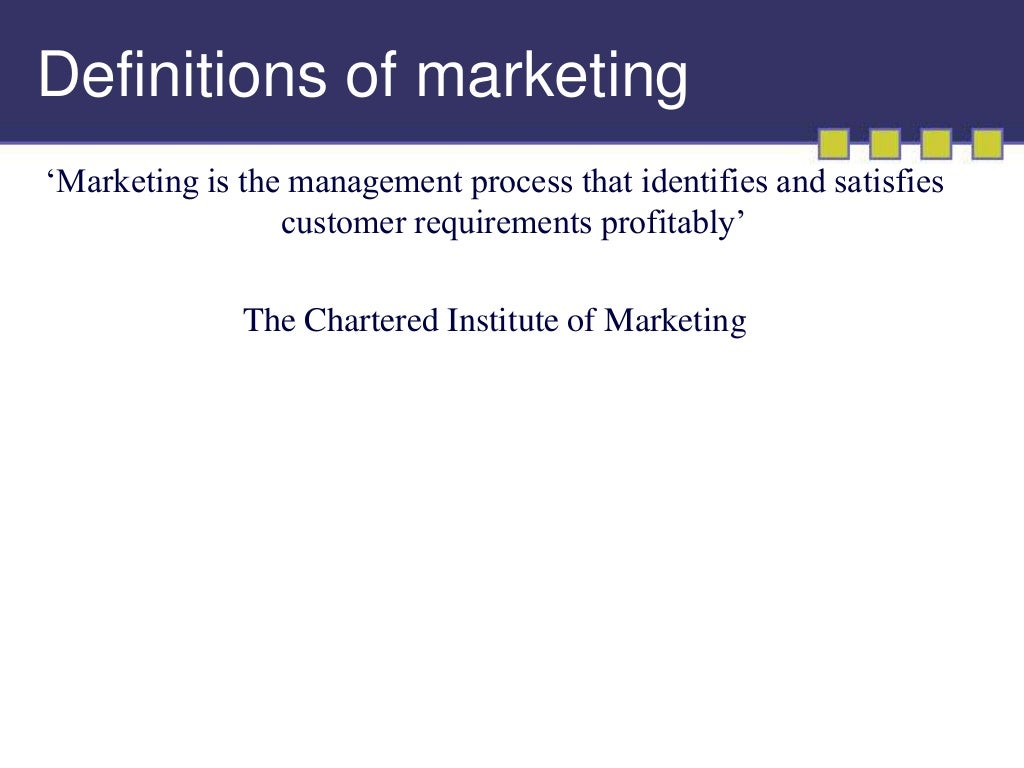 Definitions of marketing
‘Marketing is the management process that identifies and satisfies
customer requirements profitably’
The Chartered Institute of Marketing